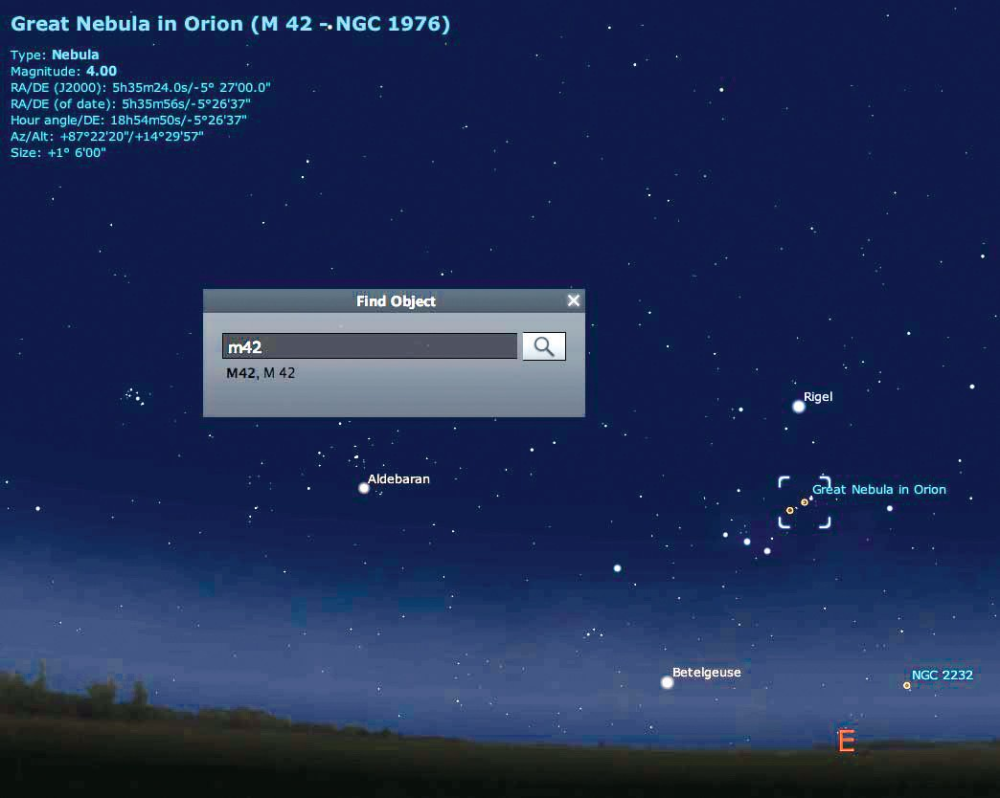 Great Nebula in Orion (M 42 - NGC 1976)
Type: Nebula
Magnitude: 4.00
RA/DE (J2000): 5h35m24.0s/-5° 27'00.0"
RA/DE (of date): 5h35m56s/-5°26'37"
Hour angle/DE: 18h54m50s/-5°26'37"
Az/Alt: +87°22'20"/+14°29'57"
Size: +1° 6'00"
Find Object
m42
M42, M 42
Rigel
Aldebaran
Great Nebula in Orion
Betelgeuse
NGC 2232
E